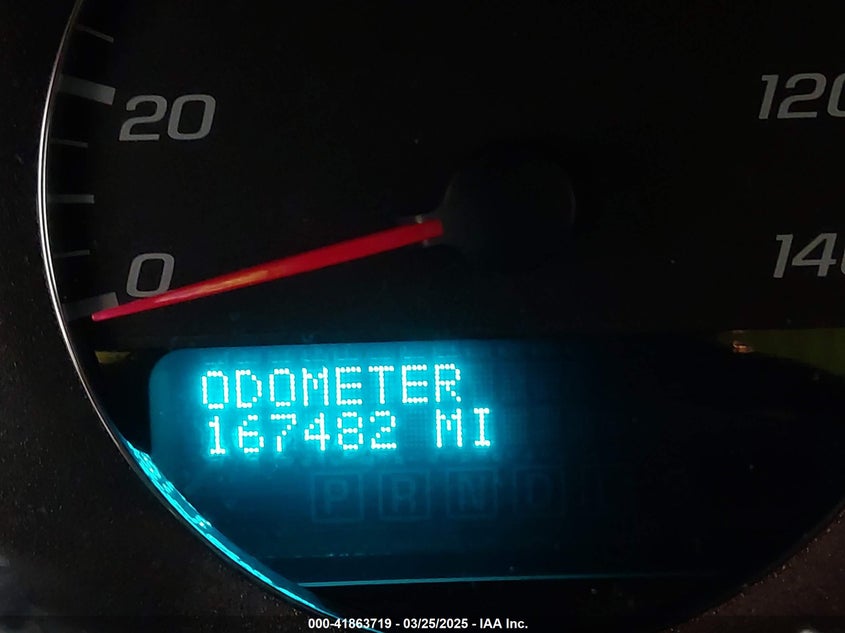 20
120
0
140
ODOMETER
167482 MI
P R N D
000-41863719 - 03/25/2025 - IAA Inc.